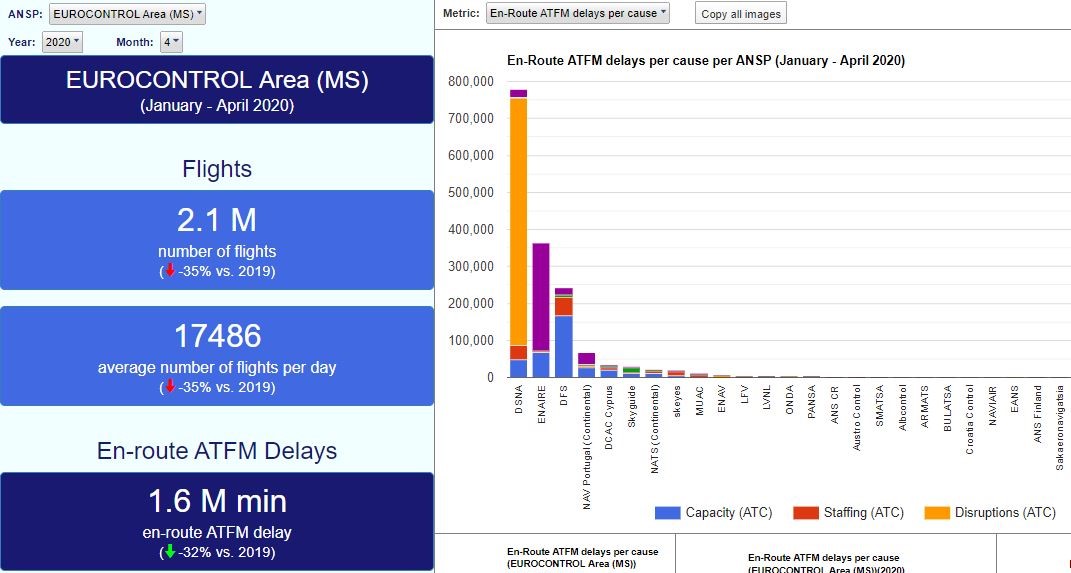 ANSP: EUROCONTROL Area (MS)
Year: 2020 Month: 4
EUROCONTROL Area (MS)
(January - April 2020)
Flights
2.1 M
number of flights
(-35% vs. 2019)
17486
average number of flights per day
(-35% vs. 2019)
En-route ATFM Delays
1.6 M min
en-route ATFM delay
(-32% vs. 2019)
Metric: En-Route ATFM delays per cause Copy all images
En-Route ATFM delays per cause per ANSP (January - April 2020)
800,000
700,000
600,000
500,000
400,000
300,000
200,000
100,000
0
DSNA
ENAIRE
DFS
NAV Portugal (Continental)
DCAC Cyprus
Skyguide
NATS (Continental)
skeyes
MUAC
ENAV
LFV
LVNL
ONDA
PANSA
ANS CR
Austro Control
SMATSA
Albcontrol
ARMATS
BULATSA
Croatia Control
NAVIAIR
EANS
ANS Finland
Sakaeronavigatsia
Capacity (ATC) Staffing (ATC) Disruptions (ATC)
En-Route ATFM delays per cause
(EUROCONTROL Area (MS))
En-Route ATFM delays per cause
(EUROCONTROL Area (MS))(2020)